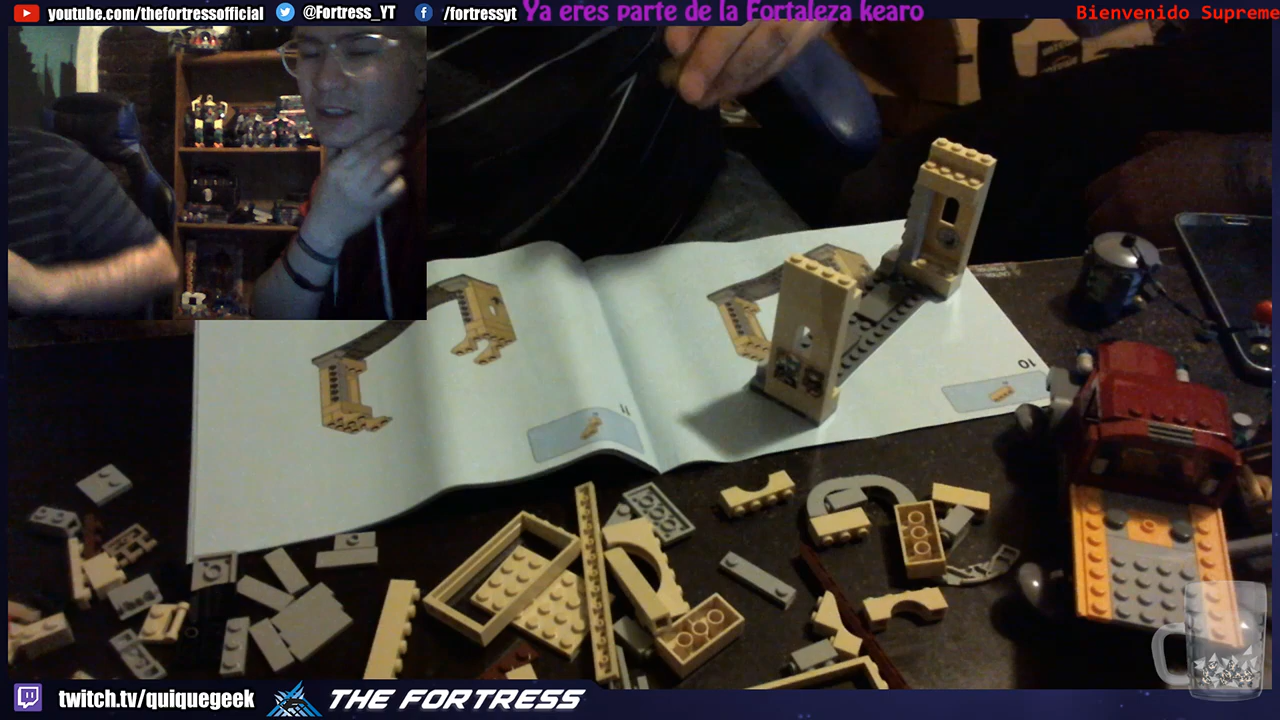 youtube.com/thefortressofficial @Fortress_YT /fortressyt Ya eres parte de la Fortaleza kearo Bienvenido Supreme
10
11
twitch.tv/quiquegeek THE FORTRESS